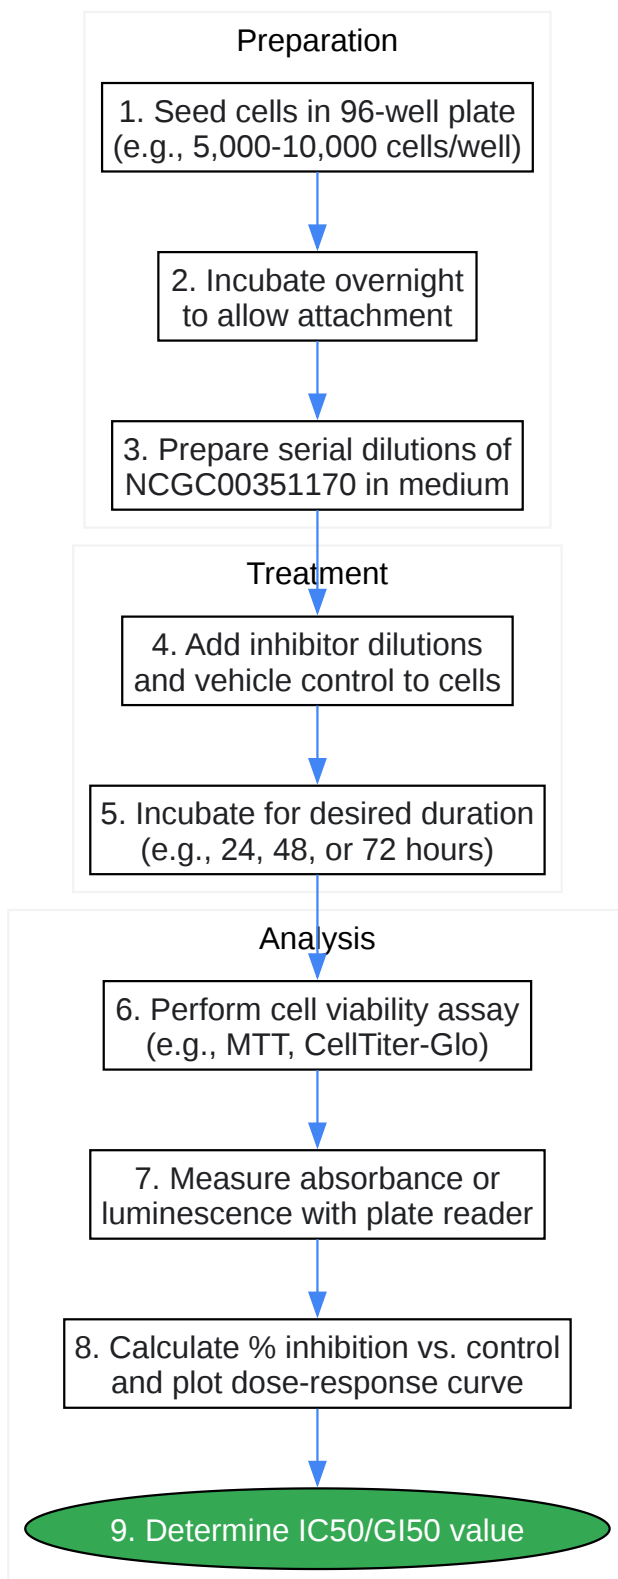 Preparation
1. Seed cells in 96-well plate
(e.g., 5,000-10,000 cells/well)
2. Incubate overnight
to allow attachment
3. Prepare serial dilutions of
NCGC00351170 in medium
Treatment
4. Add inhibitor dilutions
and vehicle control to cells
5. Incubate for desired duration
(e.g., 24, 48, or 72 hours)
Analysis
6. Perform cell viability assay
(e.g., MTT, CellTiter-Glo)
7. Measure absorbance or
luminescence with plate reader
8. Calculate % inhibition vs. control
and plot dose-response curve
9. Determine IC50/GI50 value